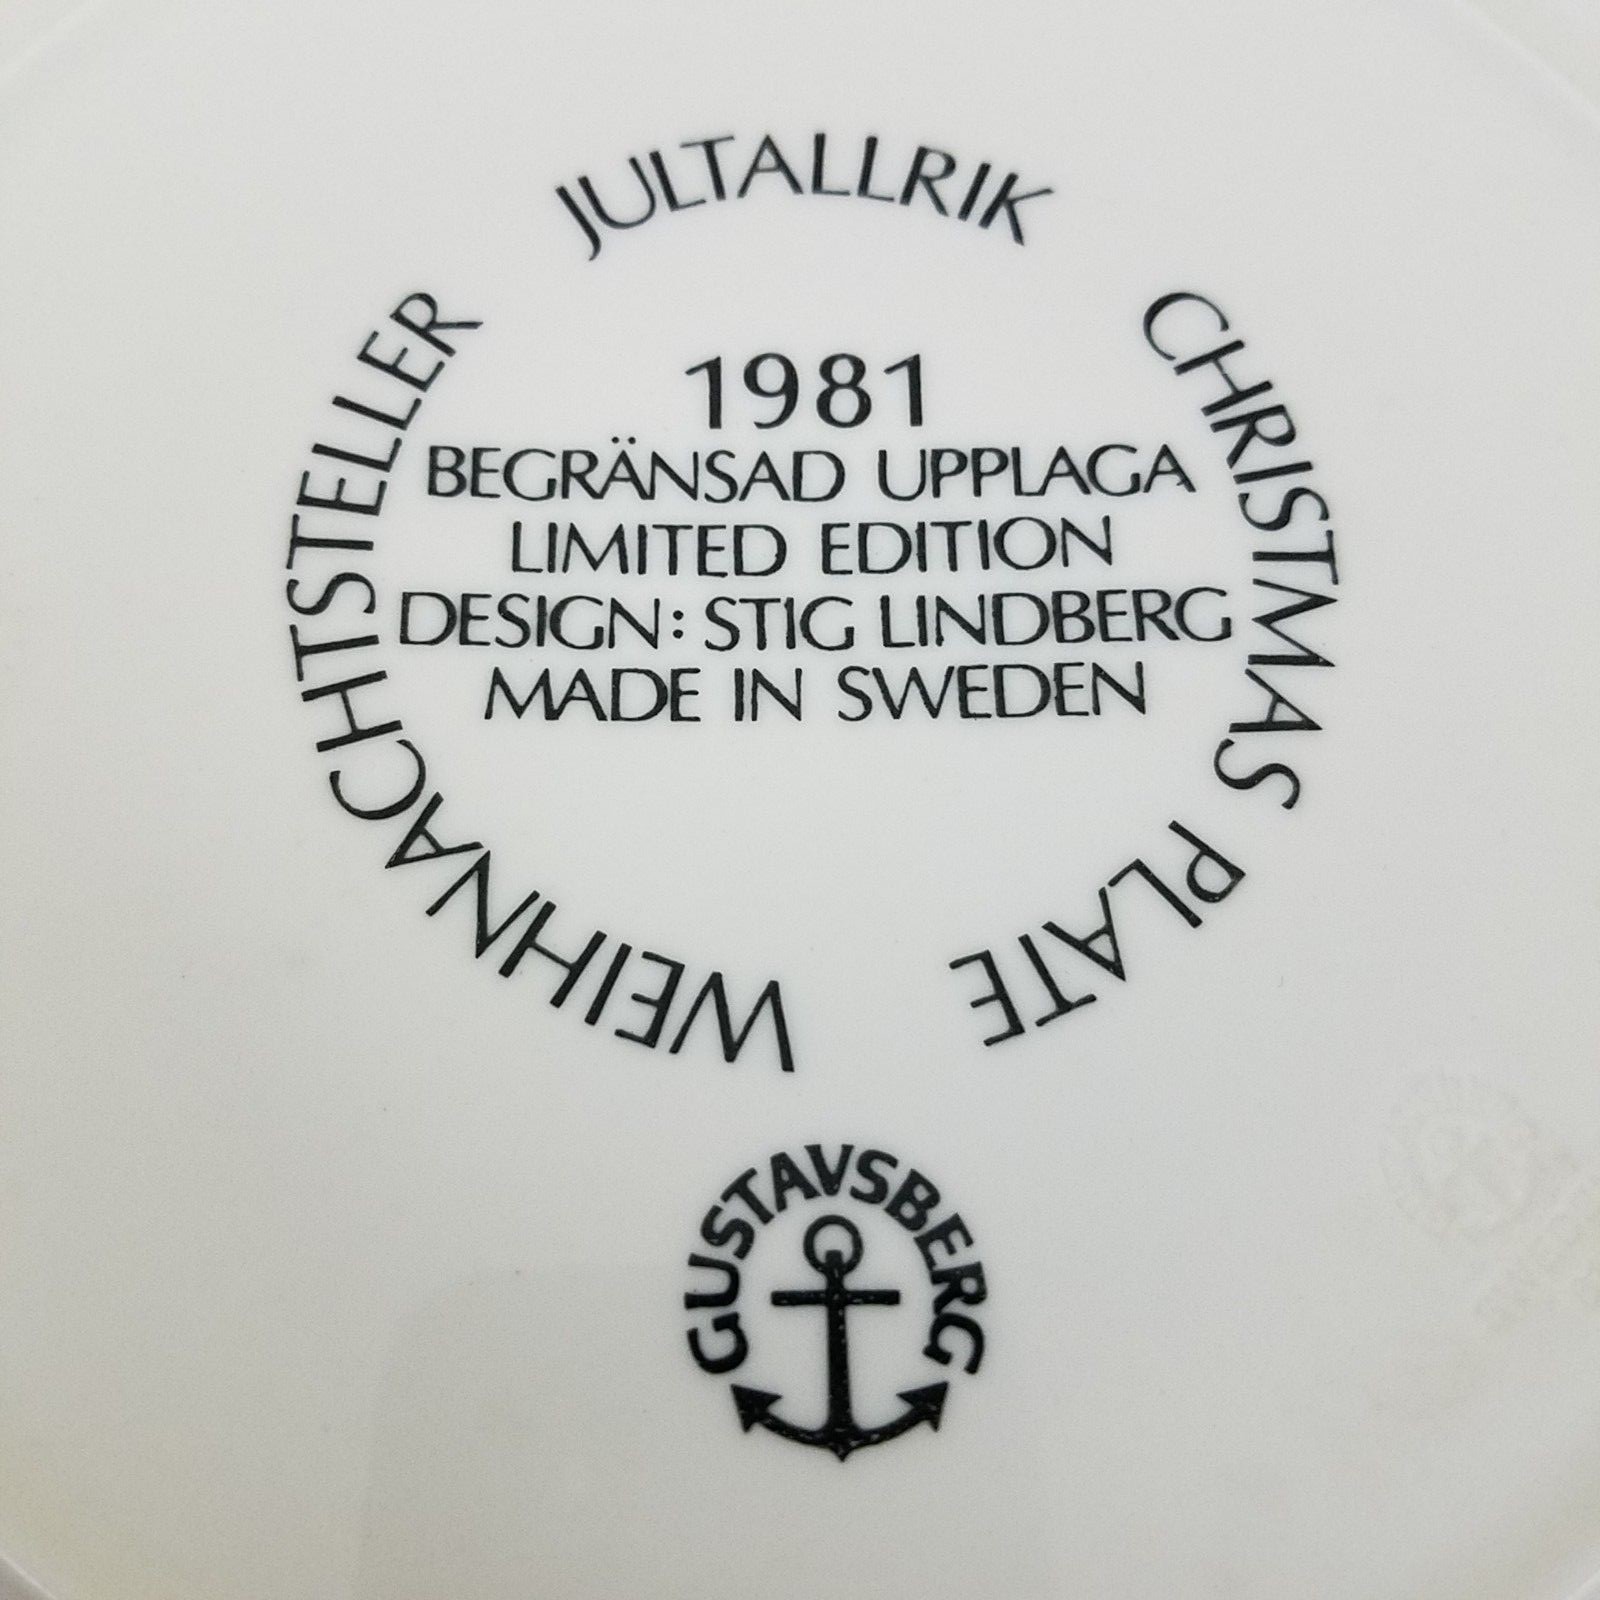 JULTALLRIK
CHRISTMAS PLATE
WEIHNACHTSTELLER
1981
BEGRÄNSAD UPPLAGA
LIMITED EDITION
DESIGN: STIG LINDBERG
MADE IN SWEDEN
GUSTAVSBERG